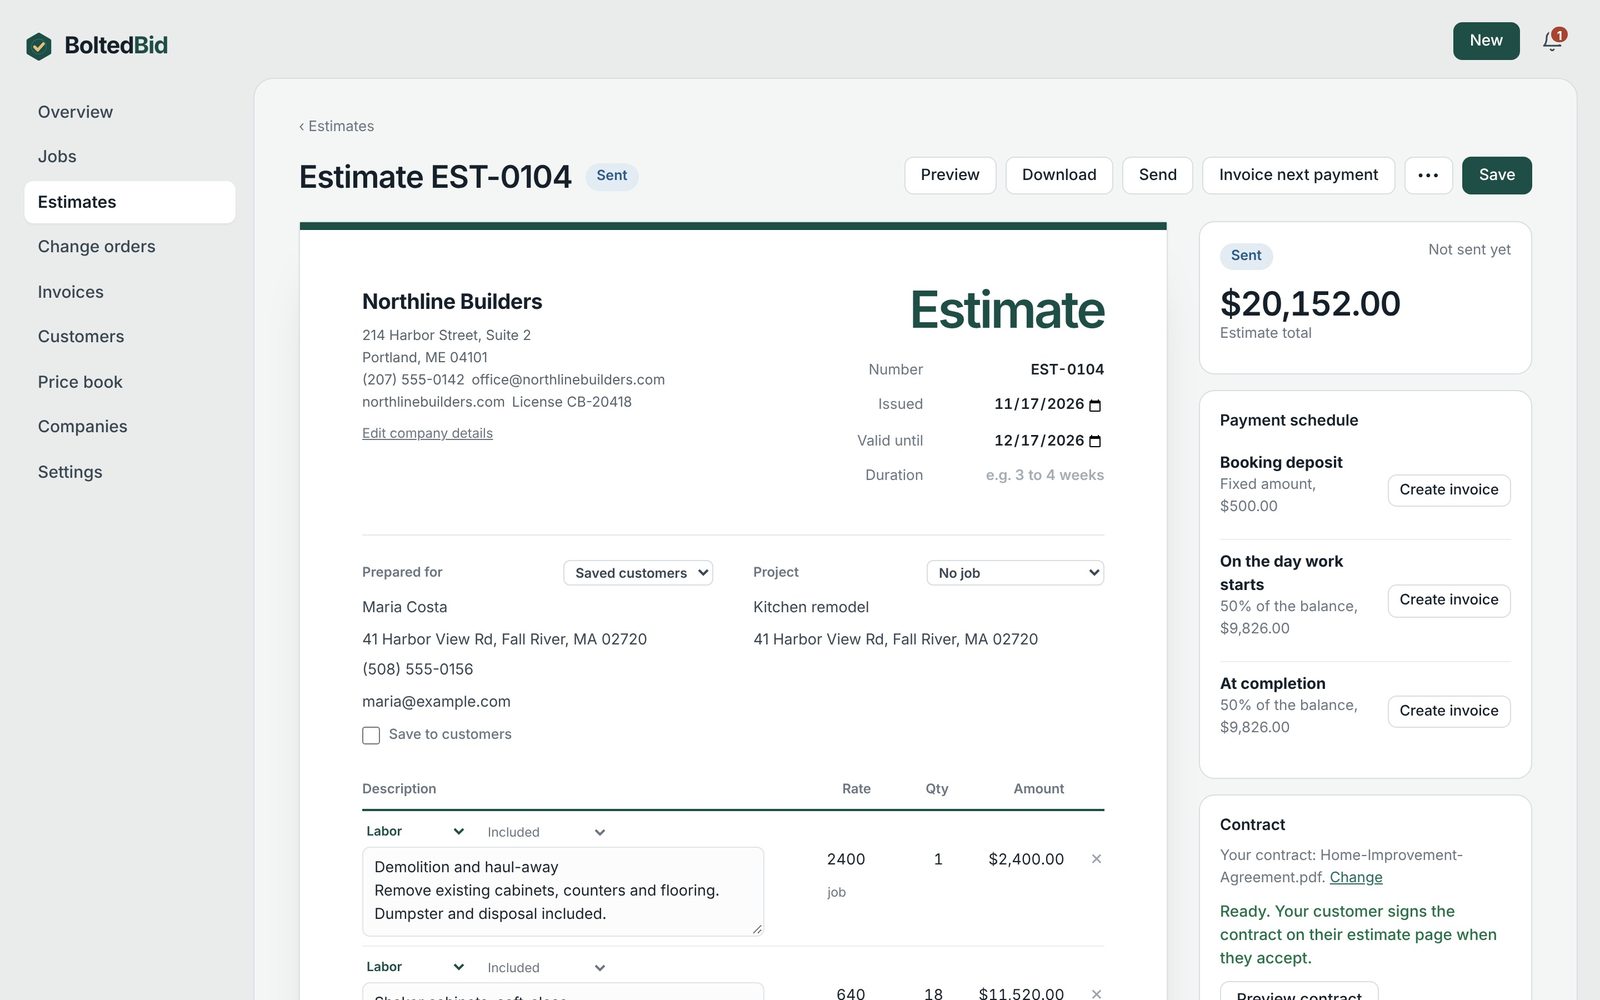 BoltedBid
New
1
Overview
Jobs
Estimates
Change orders
Invoices
Customers
Price book
Companies
Settings
‹ Estimates
Estimate EST-0104 Sent
Preview Download Send Invoice next payment ••• Save
Northline Builders
214 Harbor Street, Suite 2
Portland, ME 04101
(207) 555-0142 office@northlinebuilders.com
northlinebuilders.com License CB-20418
Edit company details
Estimate
Number EST-0104
Issued 11/17/2026
Valid until 12/17/2026
Duration e.g. 3 to 4 weeks
Prepared for Saved customers
Maria Costa
41 Harbor View Rd, Fall River, MA 02720
(508) 555-0156
maria@example.com
Save to customers
Project No job
Kitchen remodel
41 Harbor View Rd, Fall River, MA 02720
Description Rate Qty Amount
Labor Included
Demolition and haul-away
Remove existing cabinets, counters and flooring.
Dumpster and disposal included.
2400 1 $2,400.00 ×
job
Labor Included
640 18 $11,520.00 ×
Sent Not sent yet
$20,152.00
Estimate total
Payment schedule
Booking deposit
Fixed amount,
$500.00
Create invoice
On the day work
starts
50% of the balance,
$9,826.00
Create invoice
At completion
50% of the balance,
$9,826.00
Create invoice
Contract
Your contract: Home-Improvement-
Agreement.pdf. Change
Ready. Your customer signs the
contract on their estimate page when
they accept.
Preview contract